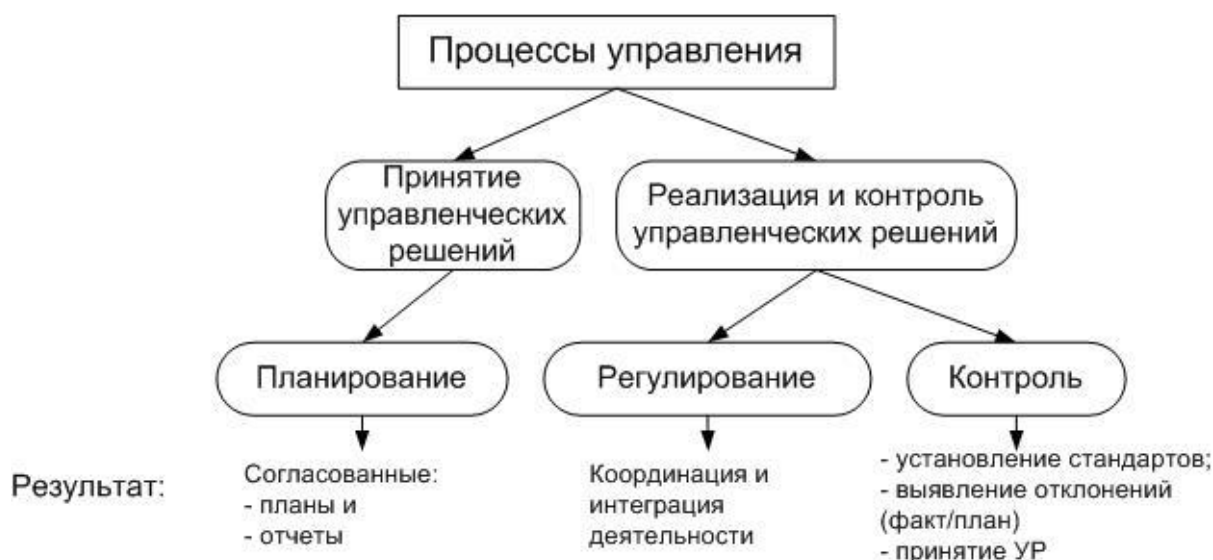 Процессы управления
Принятие
управленческих
решений
Реализация и контроль
управленческих решений
Планирование
Регулирование
Контроль
Результат:
Согласованные:
- планы и
отчеты
Координация и
интеграция
деятельности
- установление стандартов;
- выявление отклонений
(факт/план)
- принятие УР